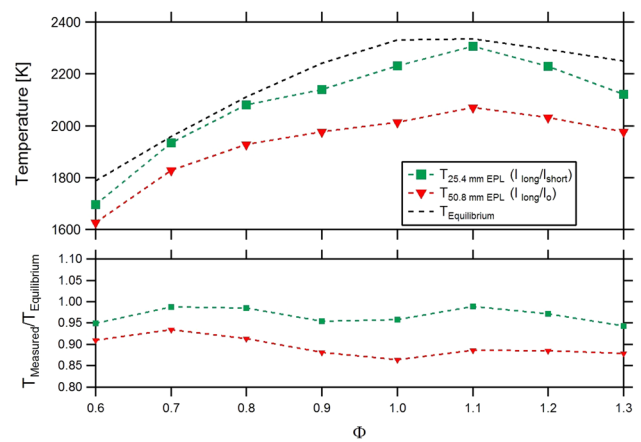 2400
2200
2000
1800
1600
Temperature [K]
T25.4 mm EPL (I long/Ishort)
T50.8 mm EPL (I long/Io)
TEquilibrium
1.10
1.05
1.00
0.95
0.90
0.85
0.80
TMeasured/TEquilibrium
0.6 0.7 0.8 0.9 1.0 1.1 1.2 1.3
Φ